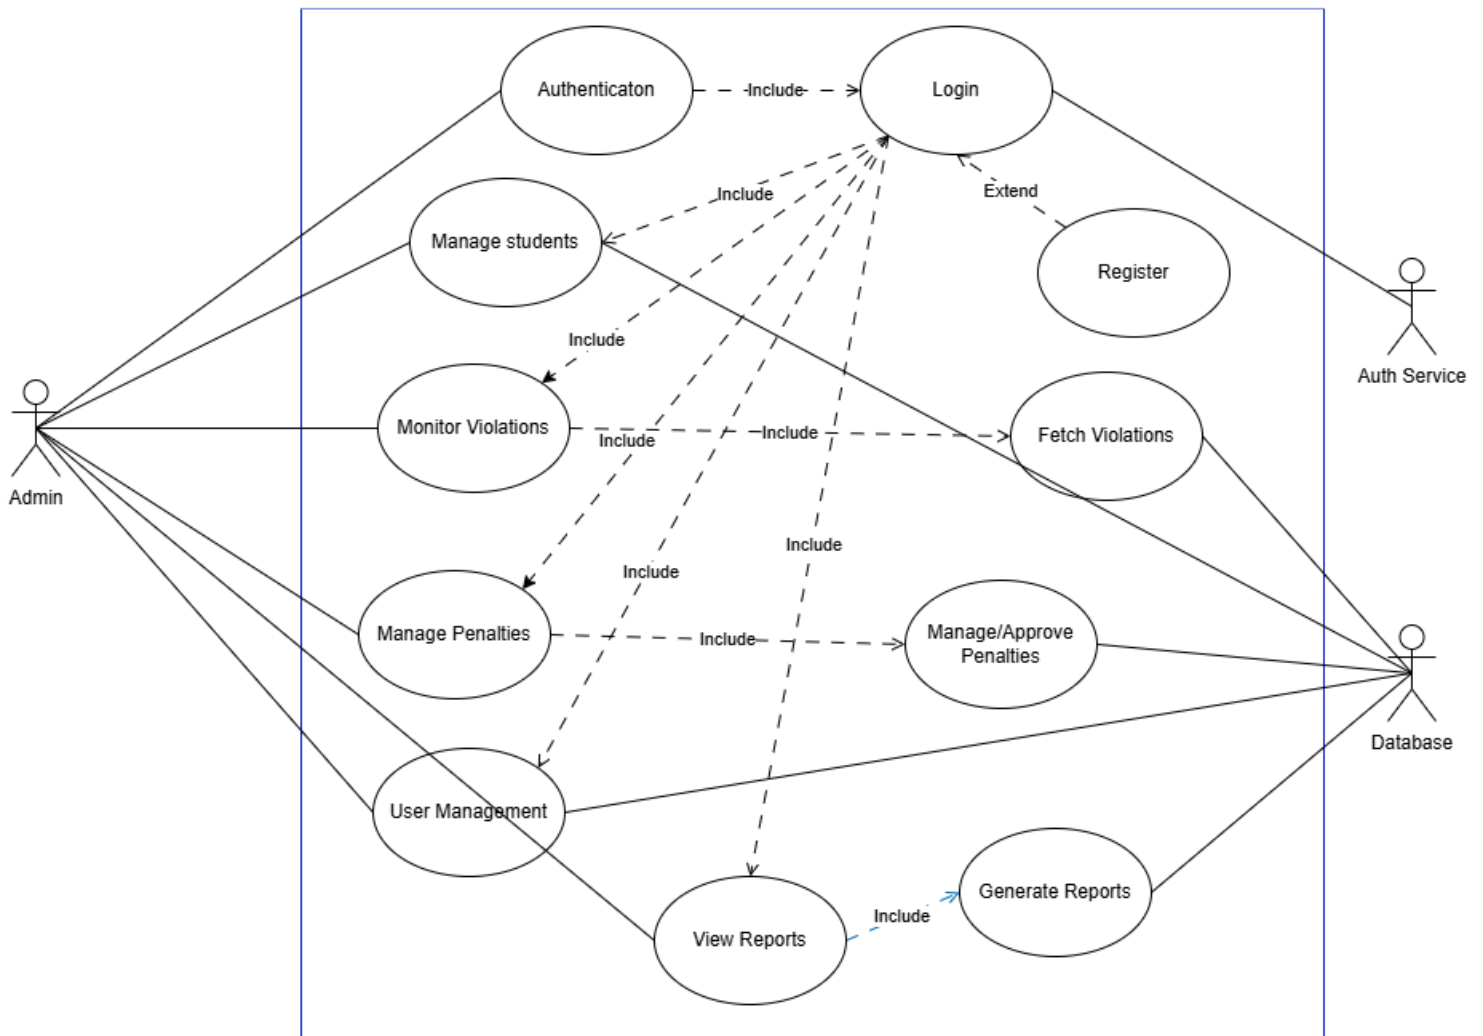 Authenticaton
Include
Login
Include
Extend
Manage students
Register
Include
Auth Service
Monitor Violations
Include
Include
Fetch Violations
Admin
Include
Include
Manage Penalties
Include
Manage/Approve
Penalties
Database
User Management
Include
Generate Reports
View Reports